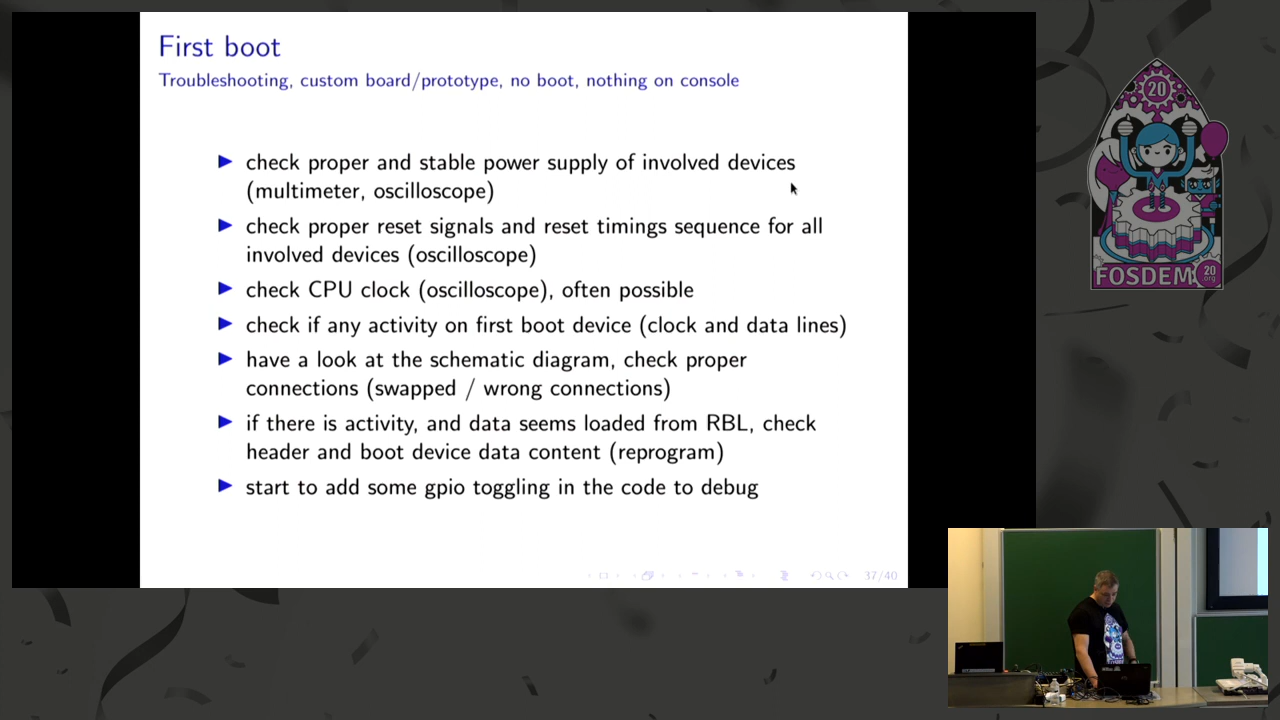 First boot
Troubleshooting, custom board/prototype, no boot, nothing on console
check proper and stable power supply of involved devices
(multimeter, oscilloscope)
check proper reset signals and reset timings sequence for all
involved devices (oscilloscope)
check CPU clock (oscilloscope), often possible
check if any activity on first boot device (clock and data lines)
have a look at the schematic diagram, check proper
connections (swapped / wrong connections)
if there is activity, and data seems loaded from RBL, check
header and boot device data content (reprogram)
start to add some gpio toggling in the code to debug
37/40
20
FOSDEM
20
.org